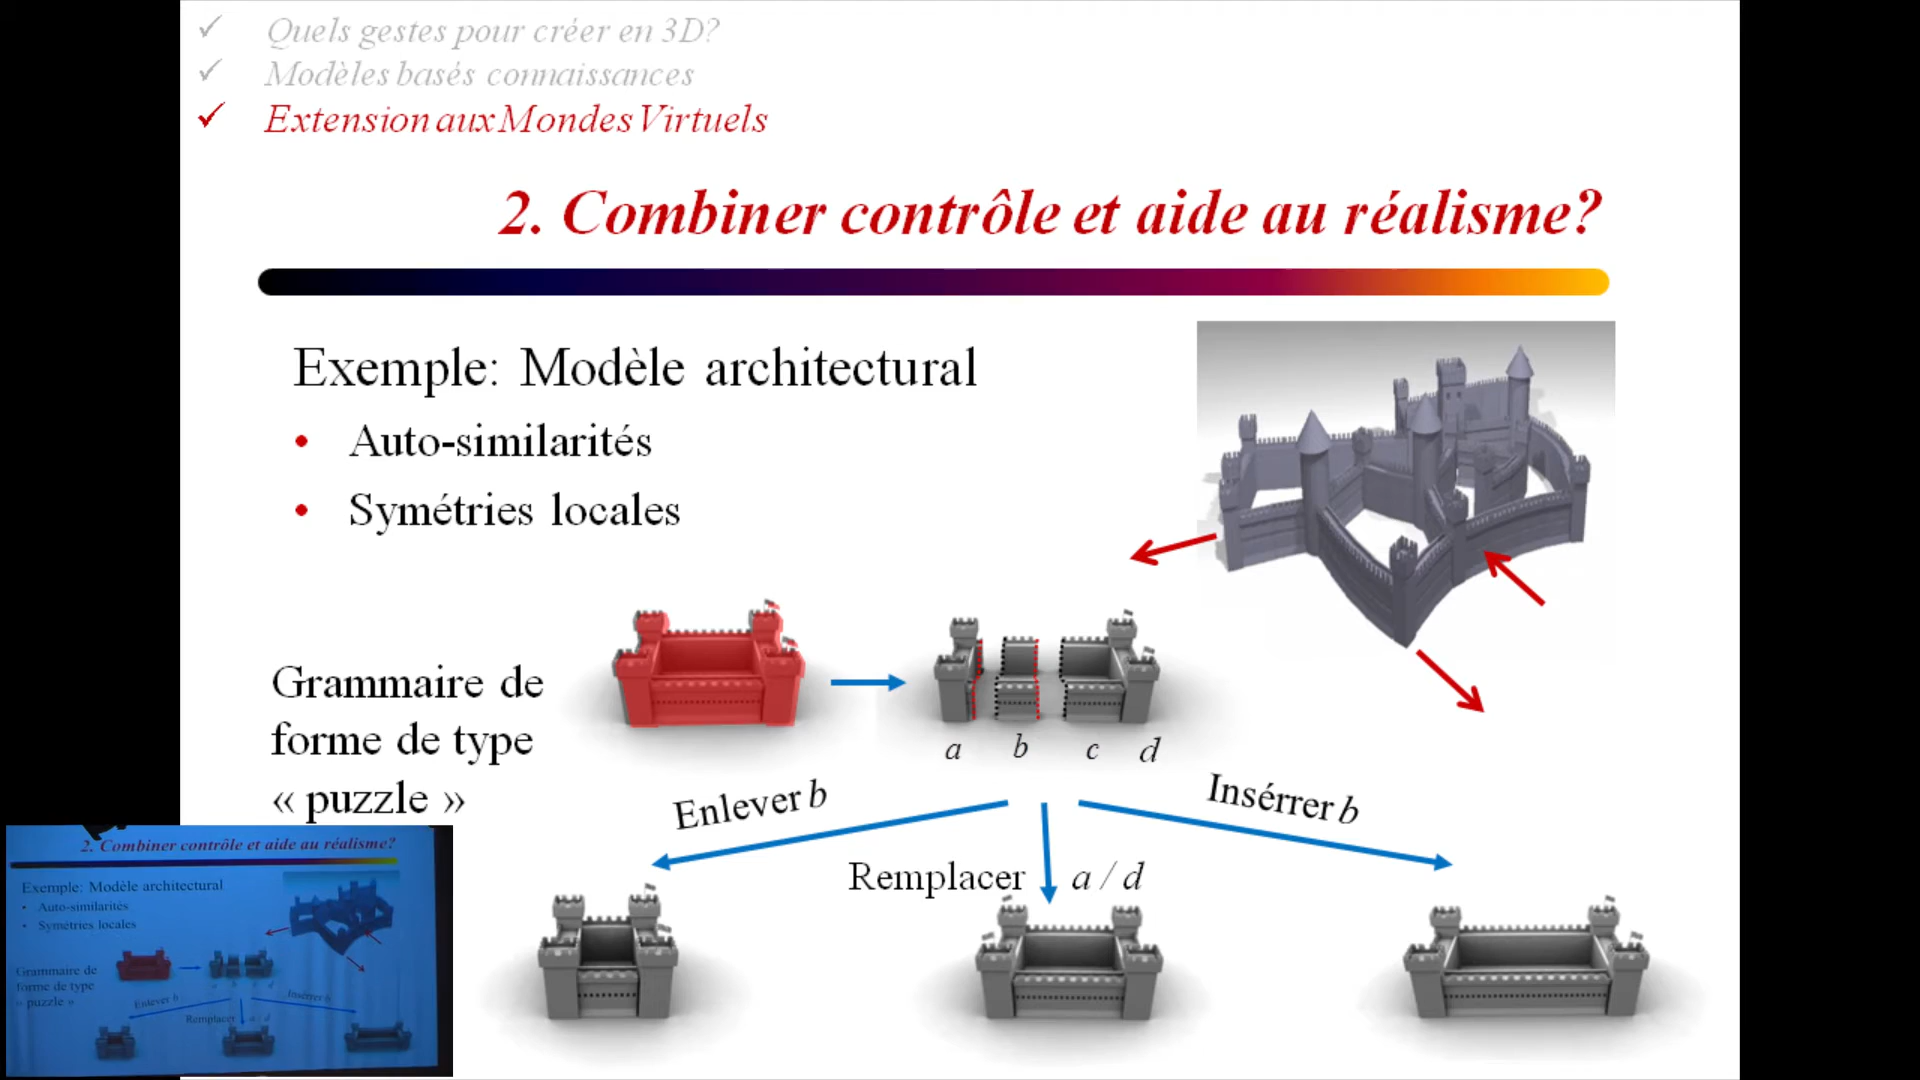 Quels gestes pour créer en 3D?
Modèles basés connaissances
Extension aux Mondes Virtuels
2. Combiner contrôle et aide au réalisme?
Exemple: Modèle architectural
• Auto-similarités
• Symétries locales
Grammaire de
forme de type
« puzzle »
a b c d
Enlever b
Insérrer b
Remplacer a / d
2. Combiner contrôle et aide au réalisme?
Exemple: Modèle architectural
• Auto-similarités
• Symétries locales
Grammaire de
forme de type
« puzzle »
a b c d
Enlever b
Insérrer b
Remplacer a / d